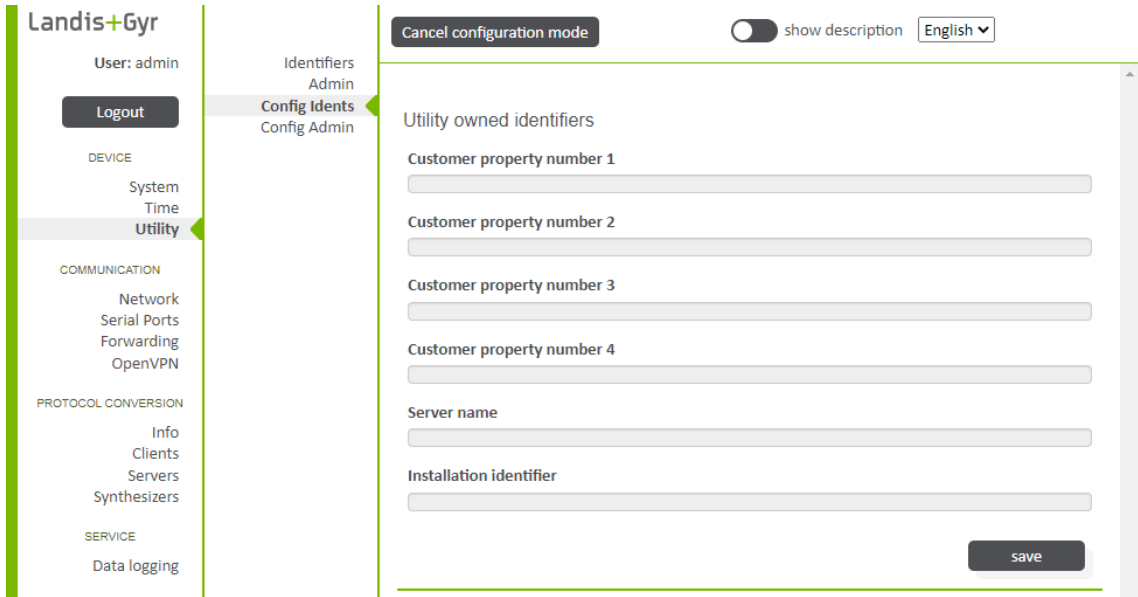 Landis+Gyr
User: admin
Logout
DEVICE
System
Time
Utility
COMMUNICATION
Network
Serial Ports
Forwarding
OpenVPN
PROTOCOL CONVERSION
Info
Clients
Servers
Synthesizers
SERVICE
Data logging
Identifiers
Admin
Config Idents
Config Admin
Cancel configuration mode
show description
English
Utility owned identifiers
Customer property number 1
Customer property number 2
Customer property number 3
Customer property number 4
Server name
Installation identifier
save